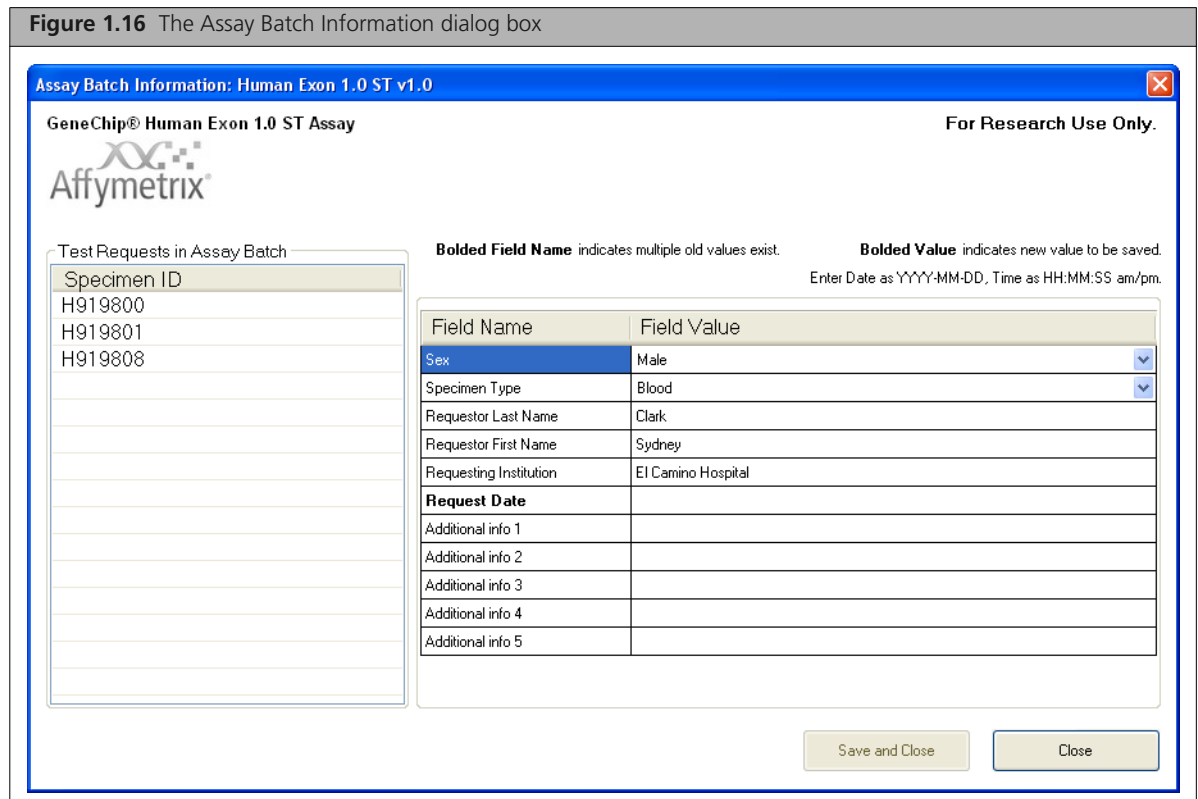 Figure 1.16 The Assay Batch Information dialog box
Assay Batch Information: Human Exon 1.0 ST v1.0
GeneChip® Human Exon 1.0 ST Assay
For Research Use Only.
Affymetrix®
Test Requests in Assay Batch
Specimen ID
H919800
H919801
H919808
Bolded Field Name indicates multiple old values exist.
Bolded Value indicates new value to be saved.
Enter Date as YYYY-MM-DD, Time as HH:MM:SS am/pm.
Field Name Field Value
Sex Male
Specimen Type Blood
Requestor Last Name Clark
Requestor First Name Sydney
Requesting Institution El Camino Hospital
Request Date
Additional info 1
Additional info 2
Additional info 3
Additional info 4
Additional info 5
Save and Close
Close